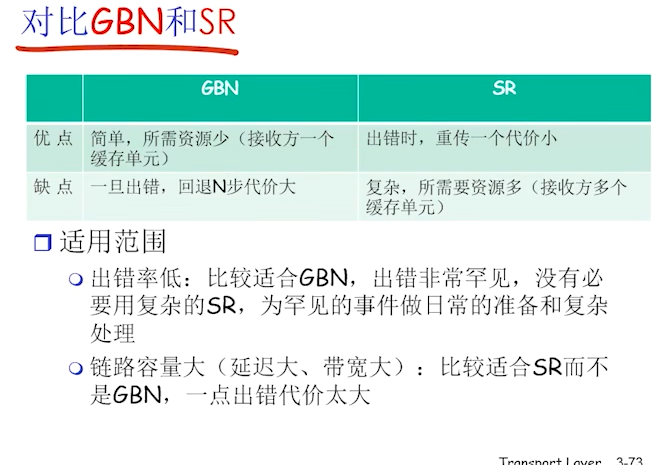 对比GBN和SR
GBN SR
优 点 简单，所需资源少（接收方一个 出错时，重传一个代价小
缓存单元）
缺 点 一旦出错，回退N步代价大 复杂，所需要资源多（接收方多个
缓存单元）
适用范围
出错率低：比较适合GBN，出错非常罕见，没有必
要用复杂的SR，为罕见的事件做日常的准备和复杂
处理
链路容量大（延迟大、带宽大）：比较适合SR而不
是GBN，一点出错代价太大
Transport Layer 3-73